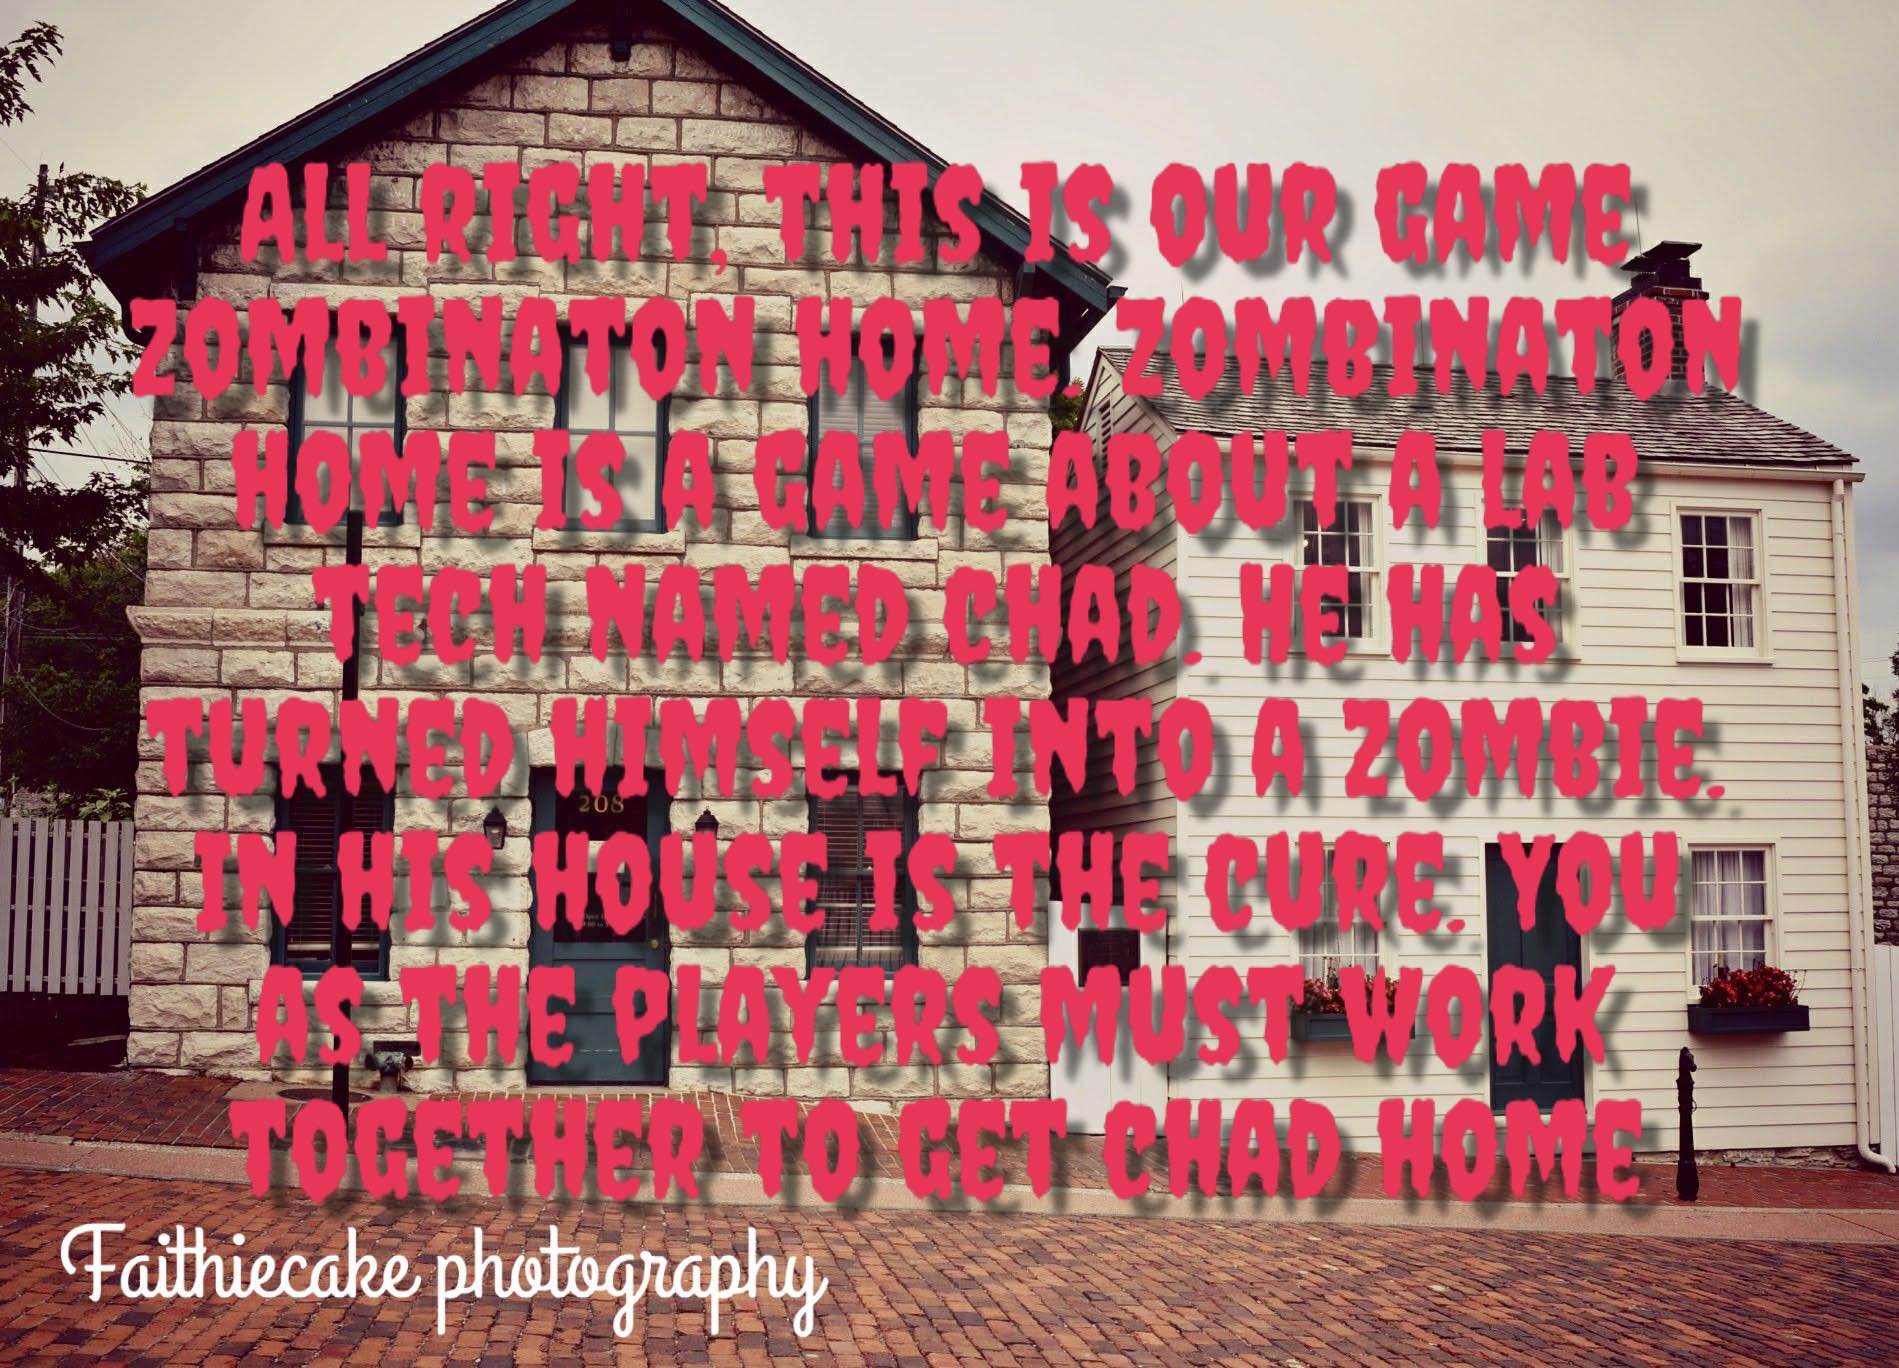 ALL RIGHT, THIS IS OUR GAME
ZOMBINATON HOME. ZOMBINATON
HOME IS A GAME ABOUT A LAB
TECH NAMED CHAD. HE HAS
TURNED HIMSELF INTO A ZOMBIE.
208
IN HIS HOUSE IS THE CURE. YOU
AS THE PLAYERS MUST WORK
TOGETHER TO GET CHAD HOME
Faithiecake photography